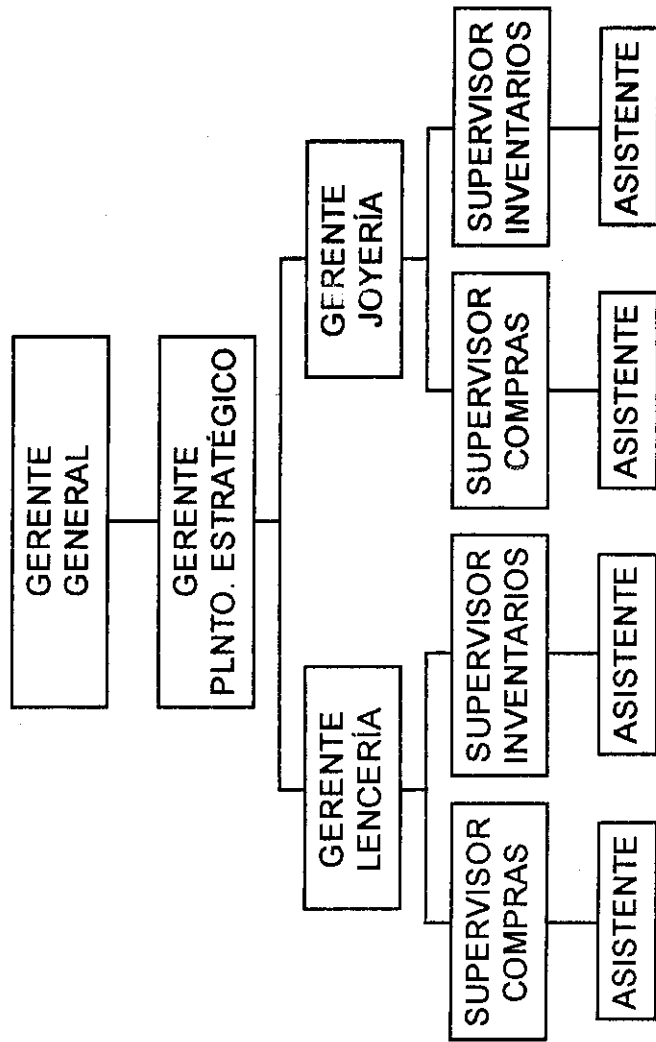 GERENTE
GENERAL
GERENTE
PLNTO. ESTRATÉGICO
GERENTE
LENCERÍA
GERENTE
JOYERÍA
SUPERVISOR
COMPRAS
SUPERVISOR
INVENTARIOS
SUPERVISOR
COMPRAS
SUPERVISOR
INVENTARIOS
ASISTENTE
ASISTENTE
ASISTENTE
ASISTENTE